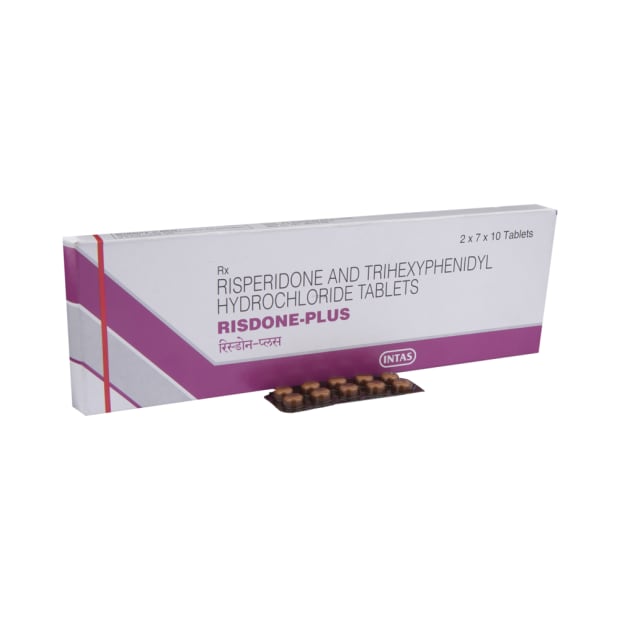 2 x 7 x 10 Tablets
Rx
RISPERIDONE AND TRIHEXYPHENIDYL
HYDROCHLORIDE TABLETS
RISDONE-PLUS
रिस्डोन-प्लस
INTAS